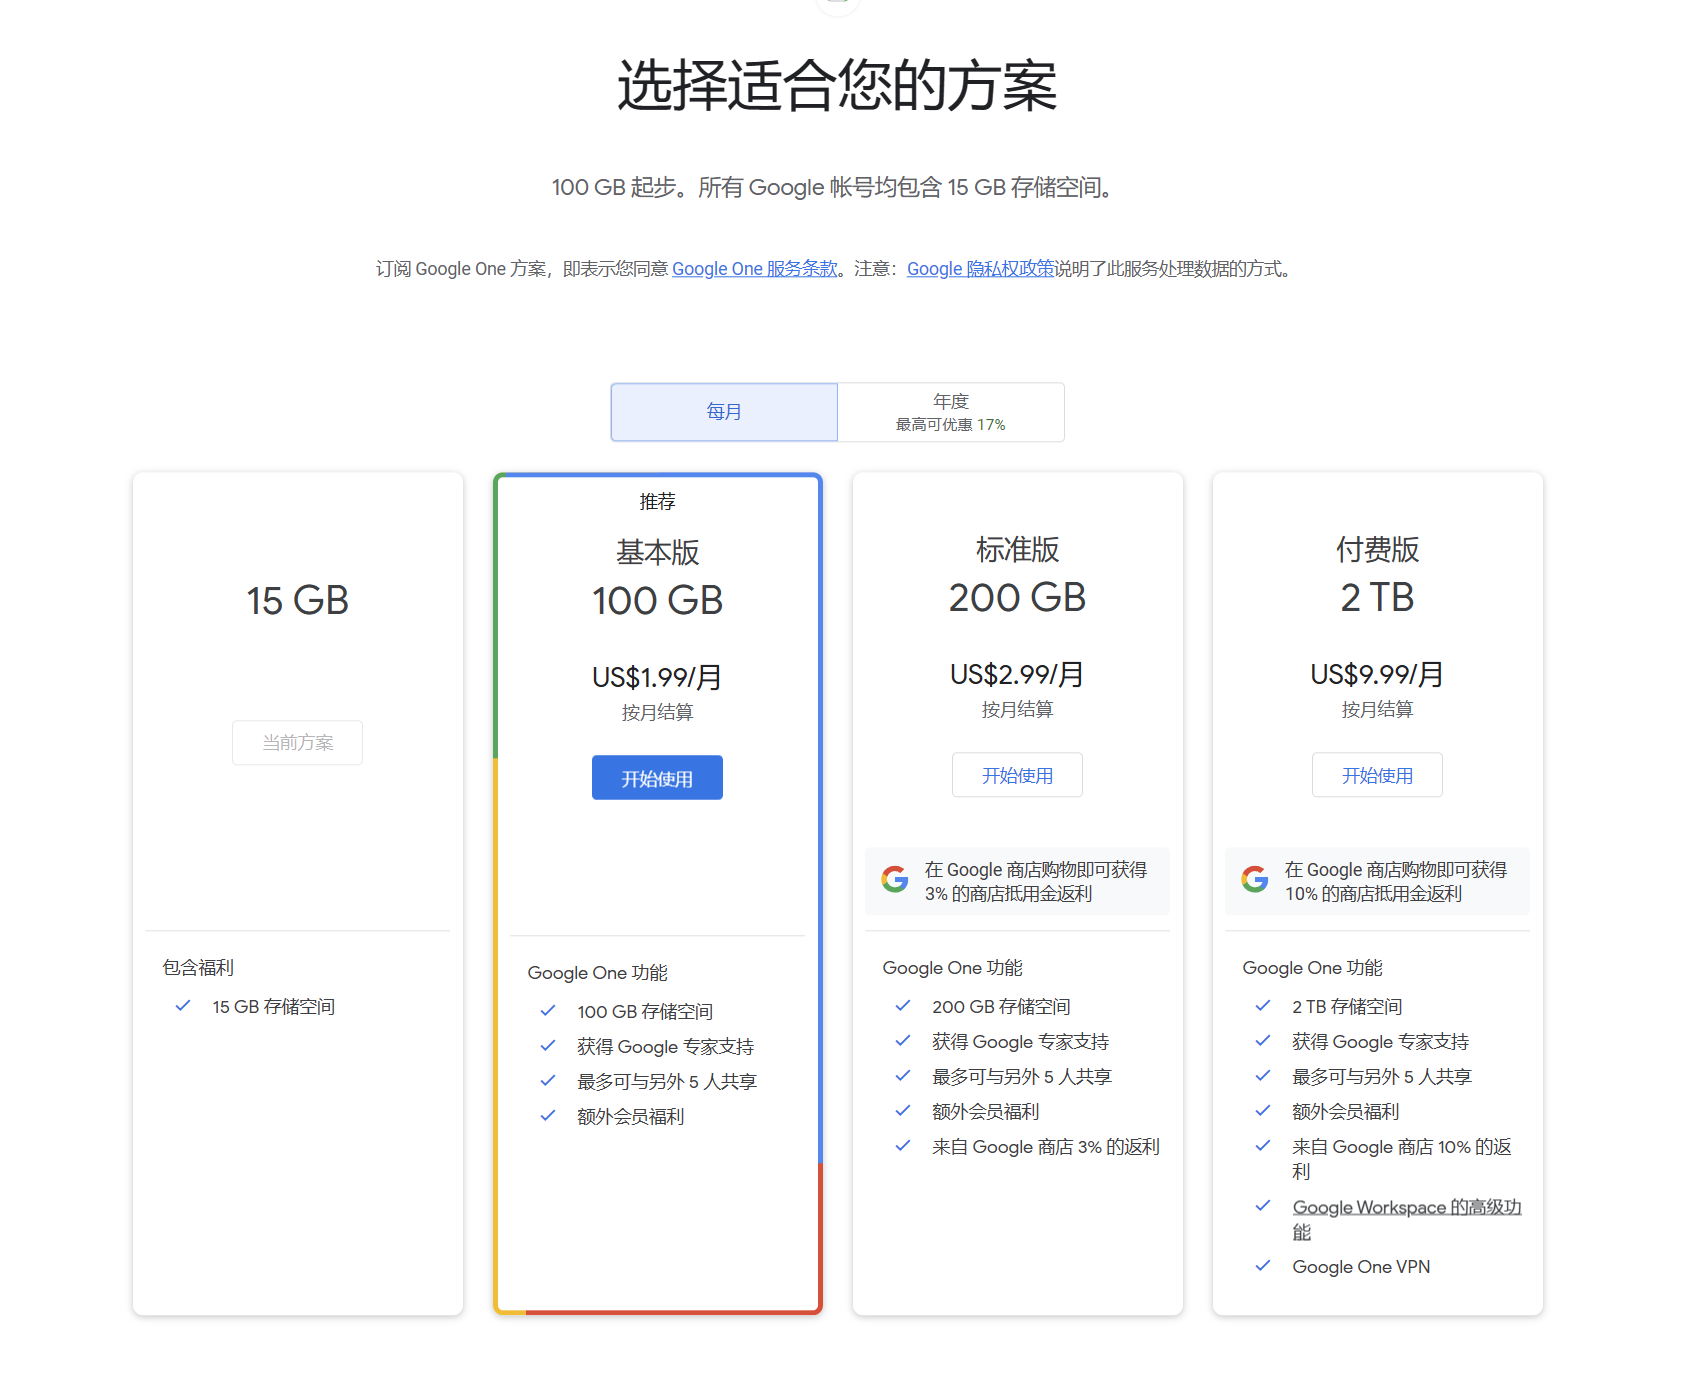 选择适合您的方案
100 GB 起步。所有 Google 帐号均包含 15 GB 存储空间。
订阅 Google One 方案，即表示您同意 Google One 服务条款。注意：Google 隐私权政策说明了此服务处理数据的方式。
每月
年度
最高可优惠 17%
15 GB
当前方案
包含福利
15 GB 存储空间
推荐
基本版
100 GB
US$1.99/月
按月结算
开始使用
Google One 功能
100 GB 存储空间
获得 Google 专家支持
最多可与另外 5 人共享
额外会员福利
标准版
200 GB
US$2.99/月
按月结算
开始使用
在 Google 商店购物即可获得
3% 的商店抵用金返利
Google One 功能
200 GB 存储空间
获得 Google 专家支持
最多可与另外 5 人共享
额外会员福利
来自 Google 商店 3% 的返利
付费版
2 TB
US$9.99/月
按月结算
开始使用
在 Google 商店购物即可获得
10% 的商店抵用金返利
Google One 功能
2 TB 存储空间
获得 Google 专家支持
最多可与另外 5 人共享
额外会员福利
来自 Google 商店 10% 的返
利
Google Workspace 的高级功
能
Google One VPN